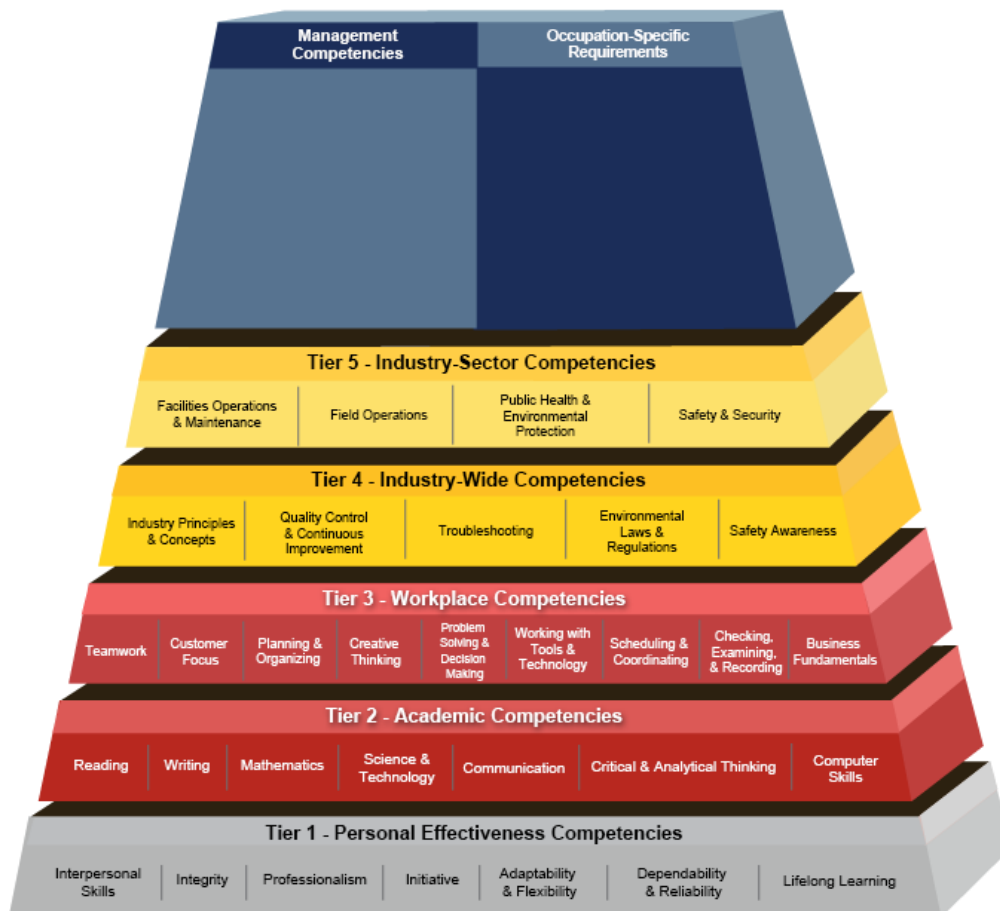 Management
Competencies
Occupation-Specific
Requirements
Tier 5 - Industry-Sector Competencies
Facilities Operations
& Maintenance
Field Operations
Public Health &
Environmental
Protection
Safety & Security
Tier 4 - Industry-Wide Competencies
Industry Principles
& Concepts
Quality Control
& Continuous
Improvement
Troubleshooting
Environmental
Laws &
Regulations
Safety Awareness
Tier 3 - Workplace Competencies
Teamwork
Customer
Focus
Planning &
Organizing
Creative
Thinking
Problem
Solving &
Decision
Making
Working with
Tools &
Technology
Scheduling &
Coordinating
Checking,
Examining,
& Recording
Business
Fundamentals
Tier 2 - Academic Competencies
Reading
Writing
Mathematics
Science &
Technology
Communication
Critical & Analytical Thinking
Computer
Skills
Tier 1 - Personal Effectiveness Competencies
Interpersonal
Skills
Integrity
Professionalism
Initiative
Adaptability
& Flexibility
Dependability
& Reliability
Lifelong Learning